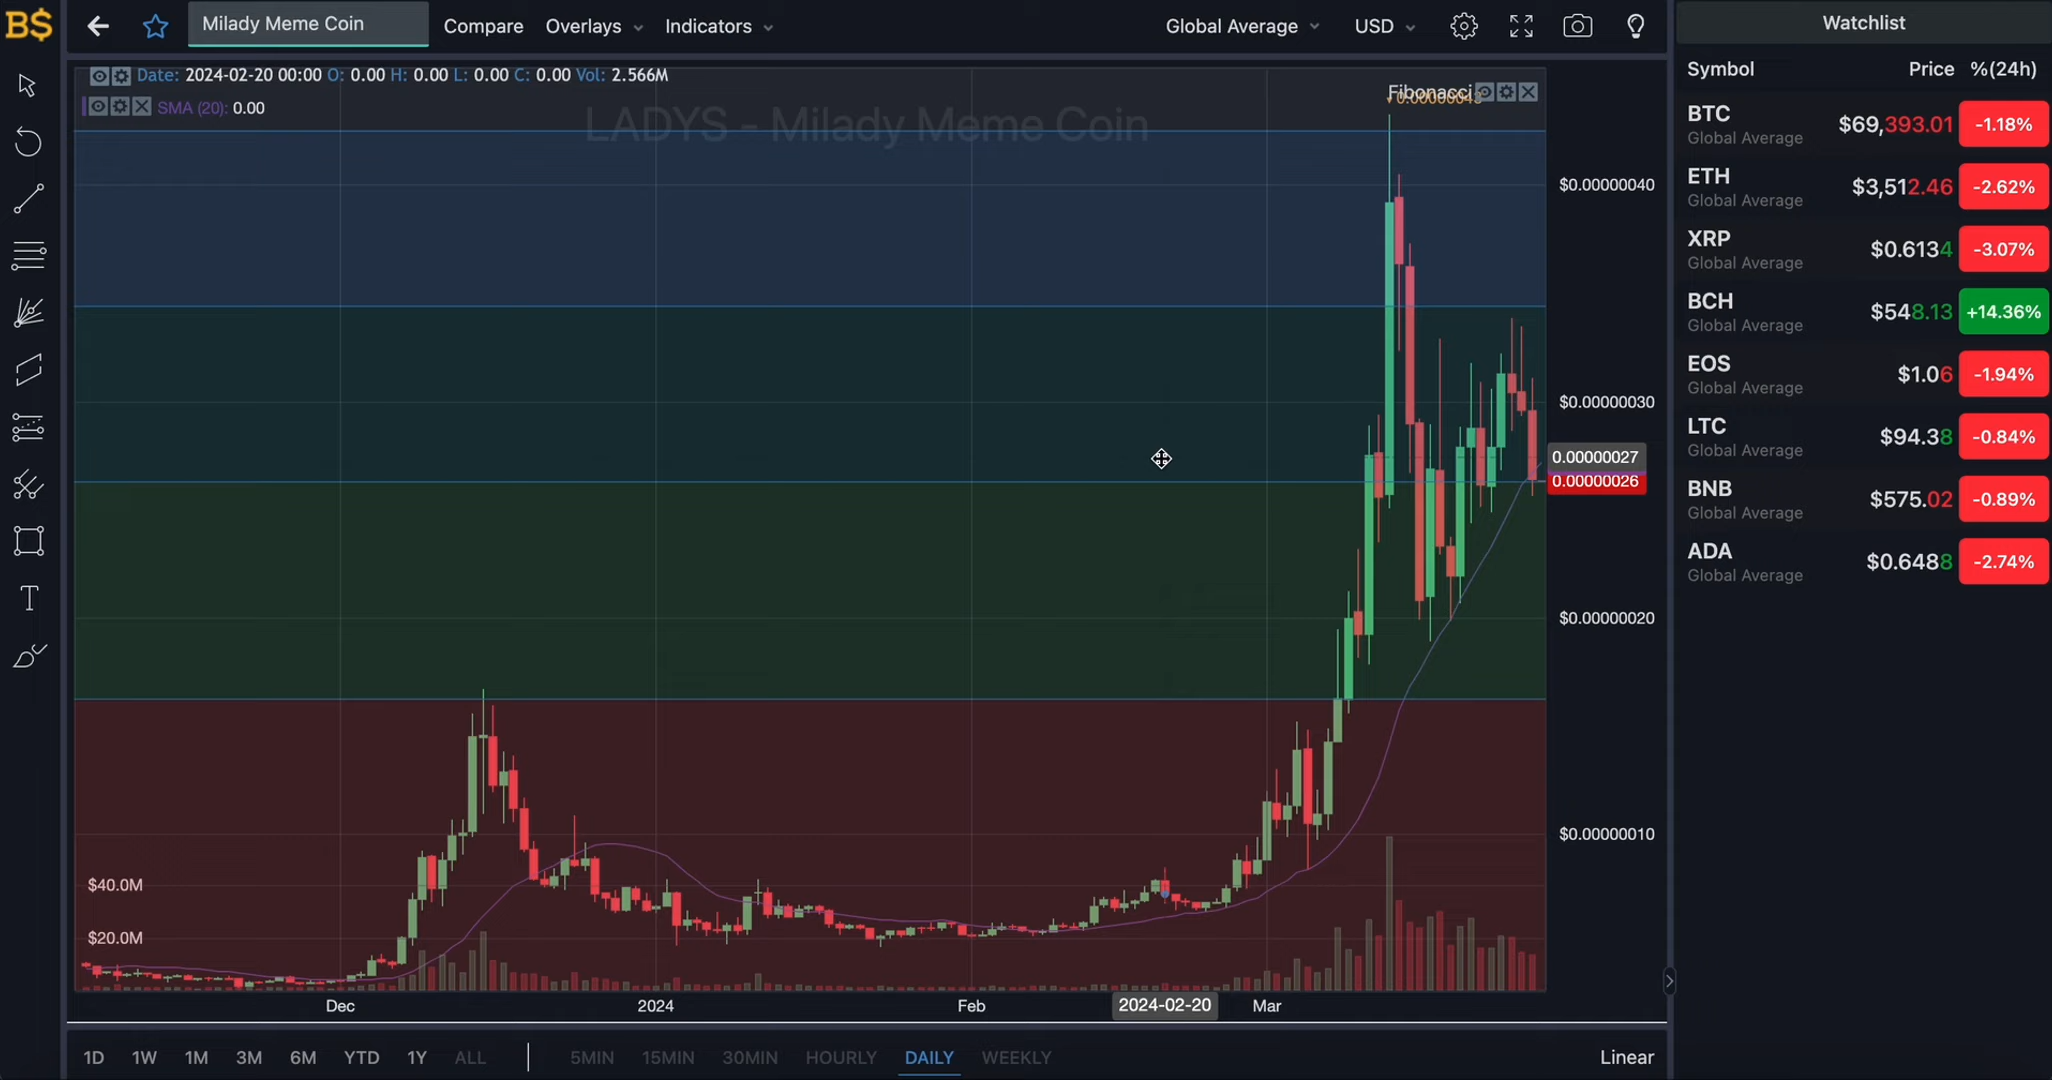 B$
Milady Meme Coin
Compare
Overlays
Indicators
Global Average
USD
Date: 2024-02-20 00:00 O: 0.00 H: 0.00 L: 0.00 C: 0.00 Vol: 2.566M
SMA (20): 0.00
LADYS - Milady Meme Coin
Fibonacci
0.00000043
$0.00000040
$0.00000030
0.00000027
0.00000026
$0.00000020
$0.00000010
$40.0M
$20.0M
Dec
2024
Feb
2024-02-20
Mar
1D 1W 1M 3M 6M YTD 1Y ALL
5MIN 15MIN 30MIN HOURLY DAILY WEEKLY
Linear
T
Watchlist
Symbol Price %(24h)
BTC $69,393.01 -1.18%
Global Average
ETH $3,512.46 -2.62%
Global Average
XRP $0.6134 -3.07%
Global Average
BCH $548.13 +14.36%
Global Average
EOS $1.06 -1.94%
Global Average
LTC $94.38 -0.84%
Global Average
BNB $575.02 -0.89%
Global Average
ADA $0.6488 -2.74%
Global Average